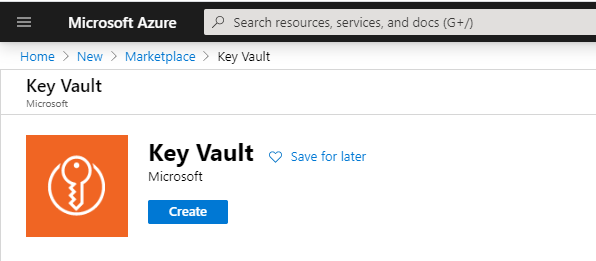 Microsoft Azure Search resources, services, and docs (G+/)
Home > New > Marketplace > Key Vault
Key Vault
Microsoft
Key Vault Save for later
Microsoft
Create